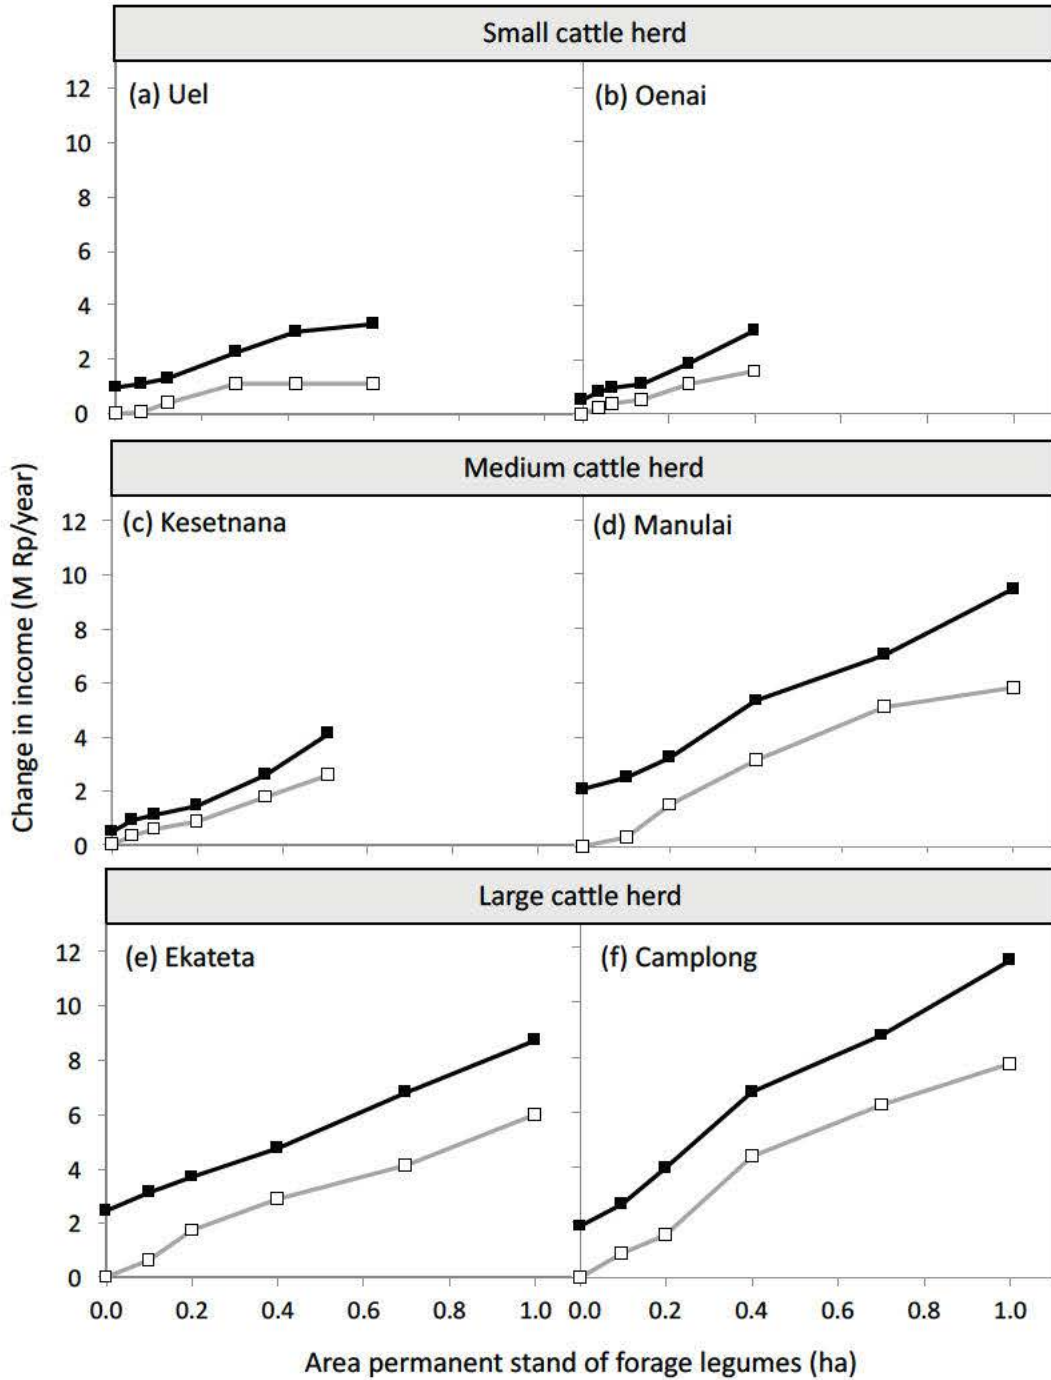 Small cattle herd
(a) Uel
(b) Oenai
12
10
8
6
4
2
0
Medium cattle herd
(c) Kesetnana
(d) Manulai
12
10
8
6
4
2
0
Change in income (M Rp/year)
Large cattle herd
(e) Ekateta
(f) Camplong
12
10
8
6
4
2
0
0.0 0.2 0.4 0.6 0.8 1.0 0.0 0.2 0.4 0.6 0.8 1.0
Area permanent stand of forage legumes (ha)